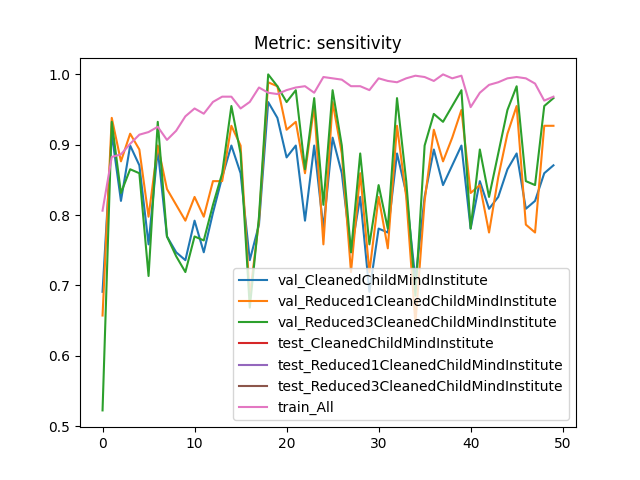 Metric: sensitivity
1.0
0.9
0.8
0.7
0.6
0.5
0
10
20
30
40
50
val_CleanedChildMindInstitute
val_Reduced1CleanedChildMindInstitute
val_Reduced3CleanedChildMindInstitute
test_CleanedChildMindInstitute
test_Reduced1CleanedChildMindInstitute
test_Reduced3CleanedChildMindInstitute
train_All